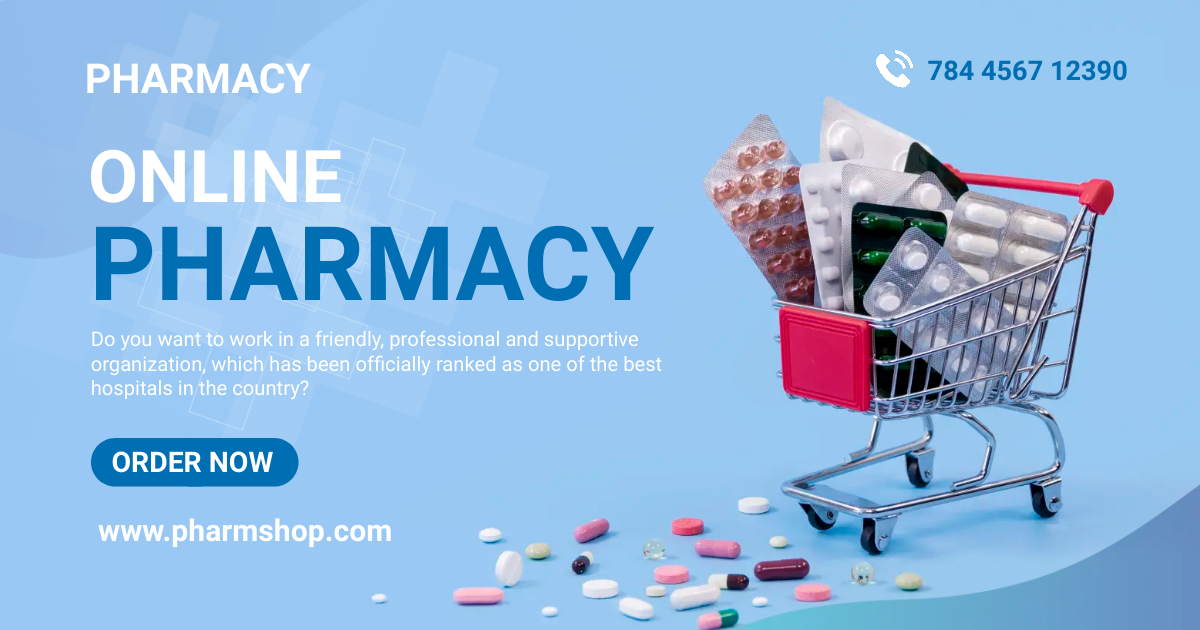 PHARMACY
784 4567 12390
ONLINE
PHARMACY
Do you want to work in a friendly, professional and supportive
organization, which has been officially ranked as one of the best
hospitals in the country?
ORDER NOW
www.pharmshop.com